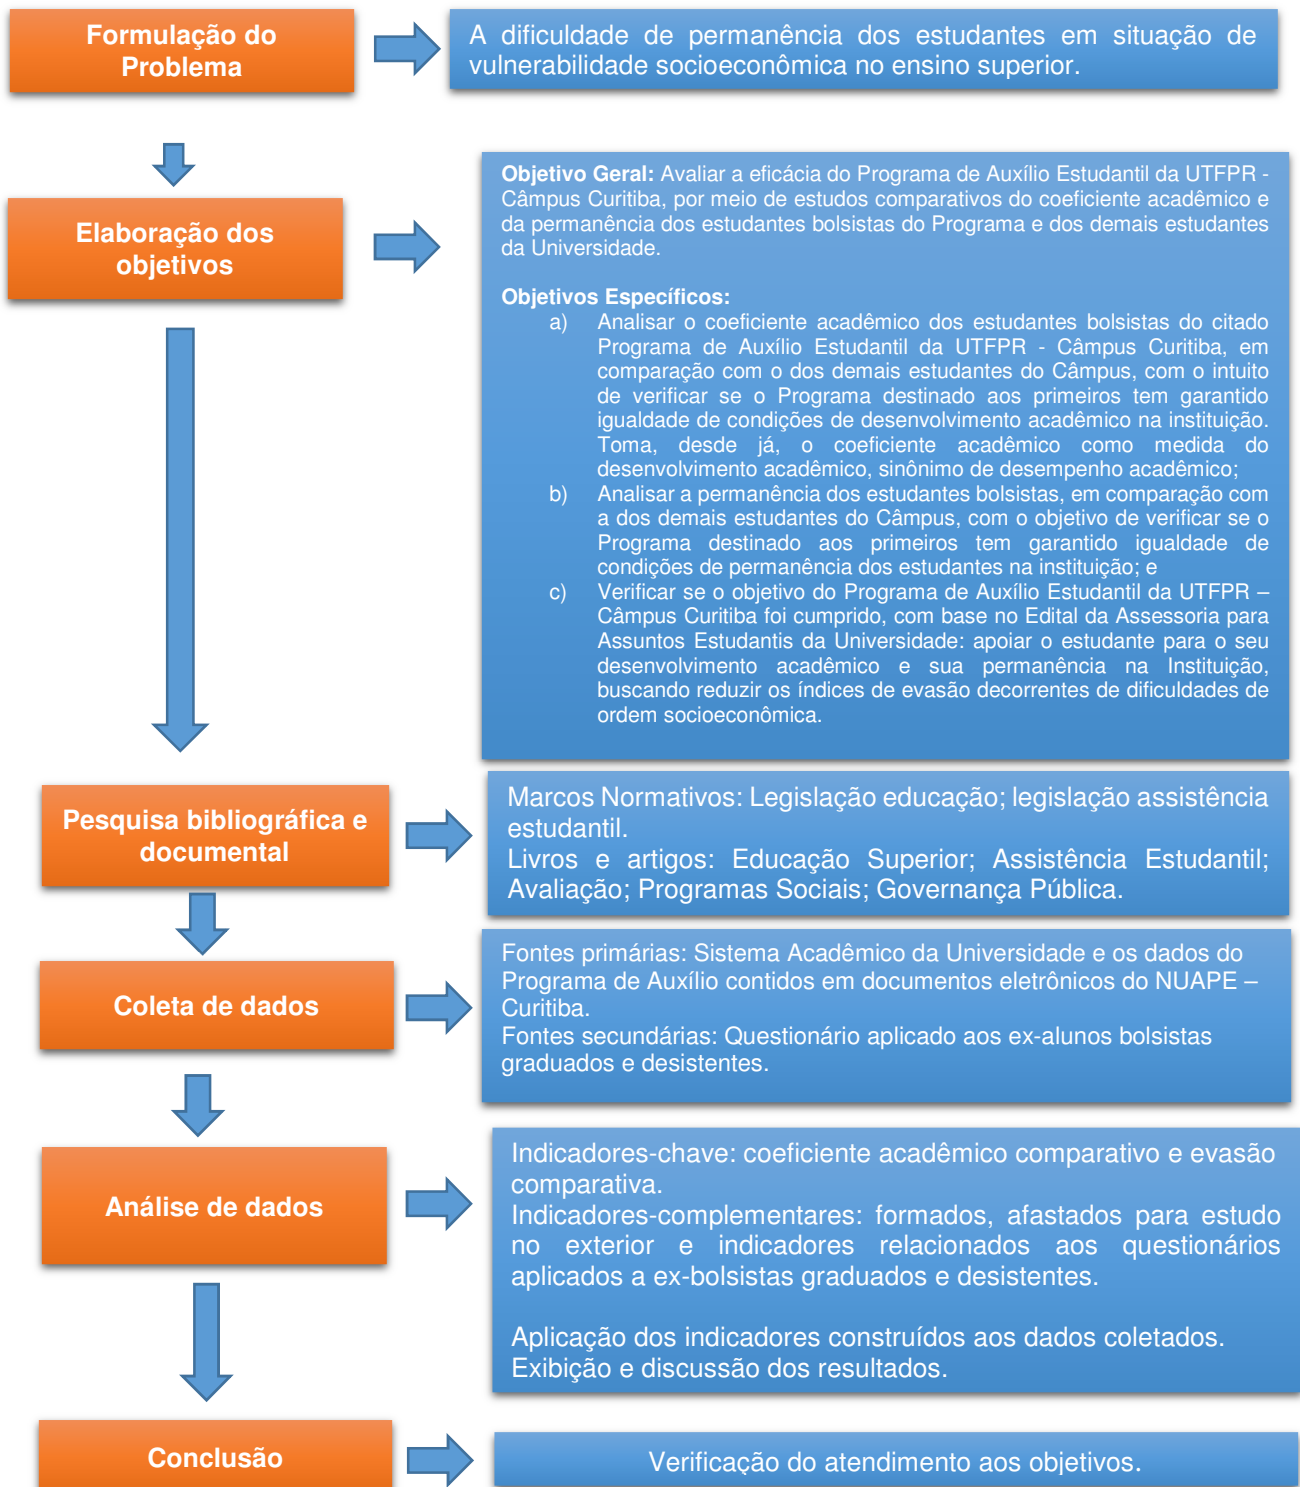 Formulação do
Problema
A dificuldade de permanência dos estudantes em situação de
vulnerabilidade socioeconômica no ensino superior.
Elaboração dos
objetivos
Objetivo Geral: Avaliar a eficácia do Programa de Auxílio Estudantil da UTFPR -
Câmpus Curitiba, por meio de estudos comparativos do coeficiente acadêmico e
da permanência dos estudantes bolsistas do Programa e dos demais estudantes
da Universidade.
Objetivos Específicos:
a) Analisar o coeficiente acadêmico dos estudantes bolsistas do citado
Programa de Auxílio Estudantil da UTFPR - Câmpus Curitiba, em
comparação com o dos demais estudantes do Câmpus, com o intuito
de verificar se o Programa destinado aos primeiros tem garantido
igualdade de condições de desenvolvimento acadêmico na instituição.
Toma, desde já, o coeficiente acadêmico como medida do
desenvolvimento acadêmico, sinônimo de desempenho acadêmico;
b) Analisar a permanência dos estudantes bolsistas, em comparação com
a dos demais estudantes do Câmpus, com o objetivo de verificar se o
Programa destinado aos primeiros tem garantido igualdade de
condições de permanência dos estudantes na instituição; e
c) Verificar se o objetivo do Programa de Auxílio Estudantil da UTFPR –
Câmpus Curitiba foi cumprido, com base no Edital da Assessoria para
Assuntos Estudantis da Universidade: apoiar o estudante para o seu
desenvolvimento acadêmico e sua permanência na Instituição,
buscando reduzir os índices de evasão decorrentes de dificuldades de
ordem socioeconômica.
Pesquisa bibliográfica e
documental
Marcos Normativos: Legislação educação; legislação assistência
estudantil.
Livros e artigos: Educação Superior; Assistência Estudantil;
Avaliação; Programas Sociais; Governança Pública.
Coleta de dados
Fontes primárias: Sistema Acadêmico da Universidade e os dados do
Programa de Auxílio contidos em documentos eletrônicos do NUAPE –
Curitiba.
Fontes secundárias: Questionário aplicado aos ex-alunos bolsistas
graduados e desistentes.
Análise de dados
Indicadores-chave: coeficiente acadêmico comparativo e evasão
comparativa.
Indicadores-complementares: formados, afastados para estudo
no exterior e indicadores relacionados aos questionários
aplicados a ex-bolsistas graduados e desistentes.
Aplicação dos indicadores construídos aos dados coletados.
Exibição e discussão dos resultados.
Conclusão
Verificação do atendimento aos objetivos.